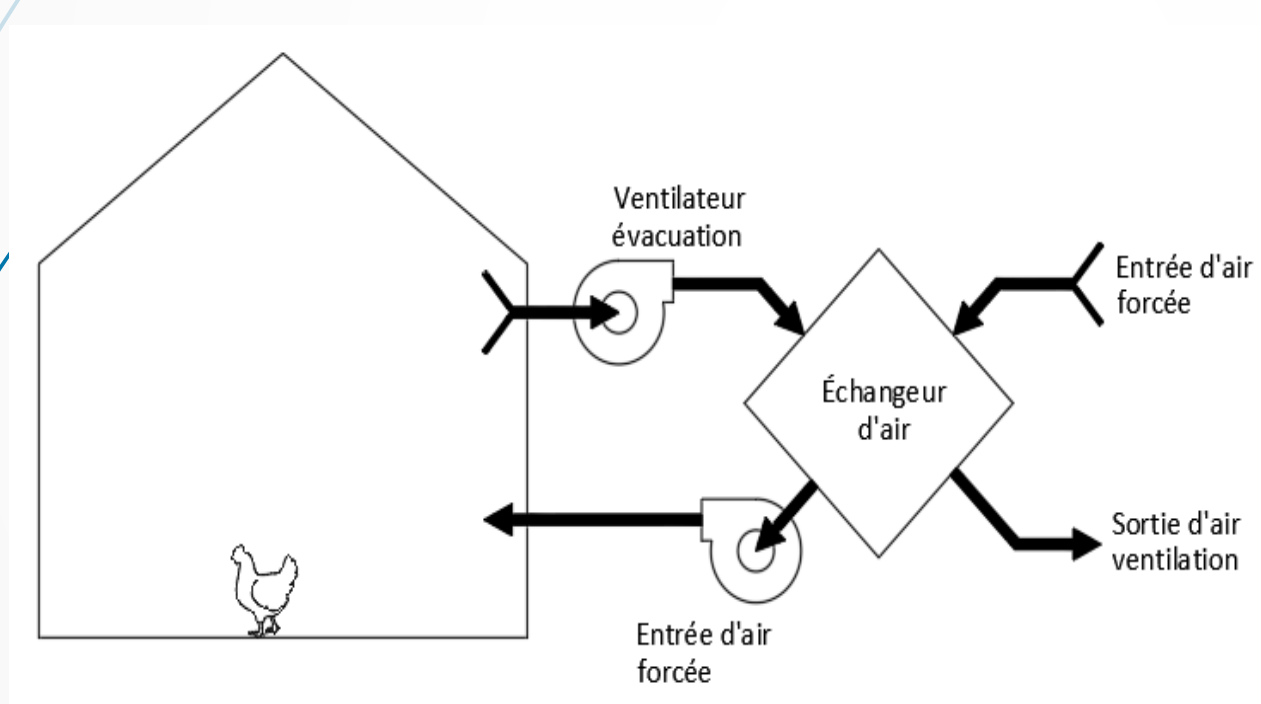 Ventilateur
évacuation
Entrée d'air
forcée
Échangeur
d'air
Sortie d'air
ventilation
Entrée d'air
forcée